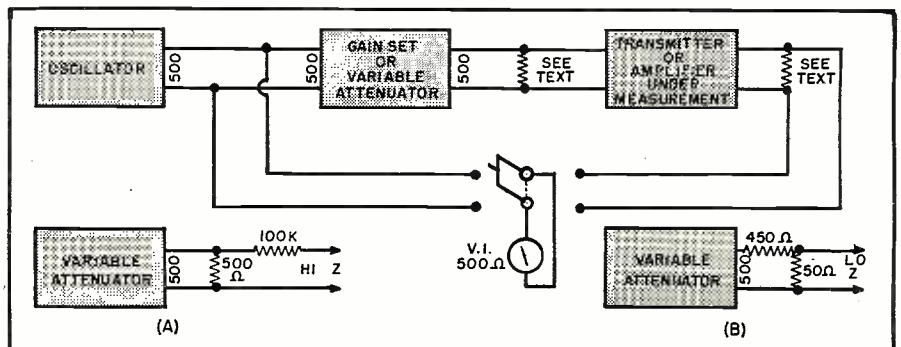 OSCILLATOR
500
500
GAIN SET
OR
VARIABLE
ATTENUATOR
500
SEE
TEXT
TRANSMITTER
OR
AMPLIFIER
UNDER
MEASUREMENT
SEE
TEXT
VARIABLE
ATTENUATOR
500
500
Ω
100K
HI Z
(A)
V.I.
500Ω
VARIABLE
ATTENUATOR
500
450Ω
50Ω
LO
Z
(B)